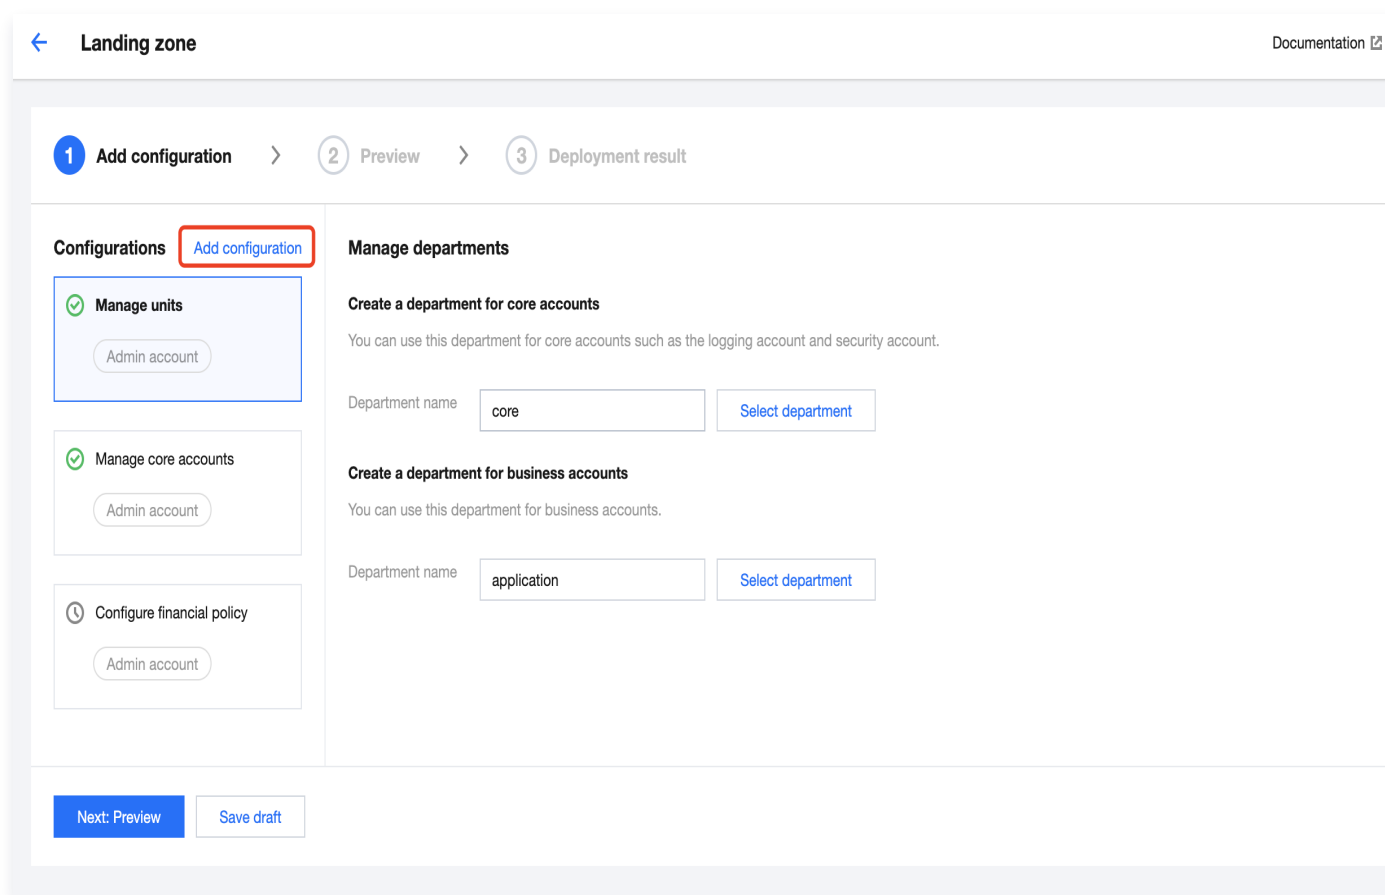 Landing zone
Documentation
1 Add configuration
2 Preview
3 Deployment result
Configurations
Add configuration
Manage units
Admin account
Manage core accounts
Admin account
Configure financial policy
Admin account
Manage departments
Create a department for core accounts
You can use this department for core accounts such as the logging account and security account.
Department name
core
Select department
Create a department for business accounts
You can use this department for business accounts.
Department name
application
Select department
Next: Preview
Save draft